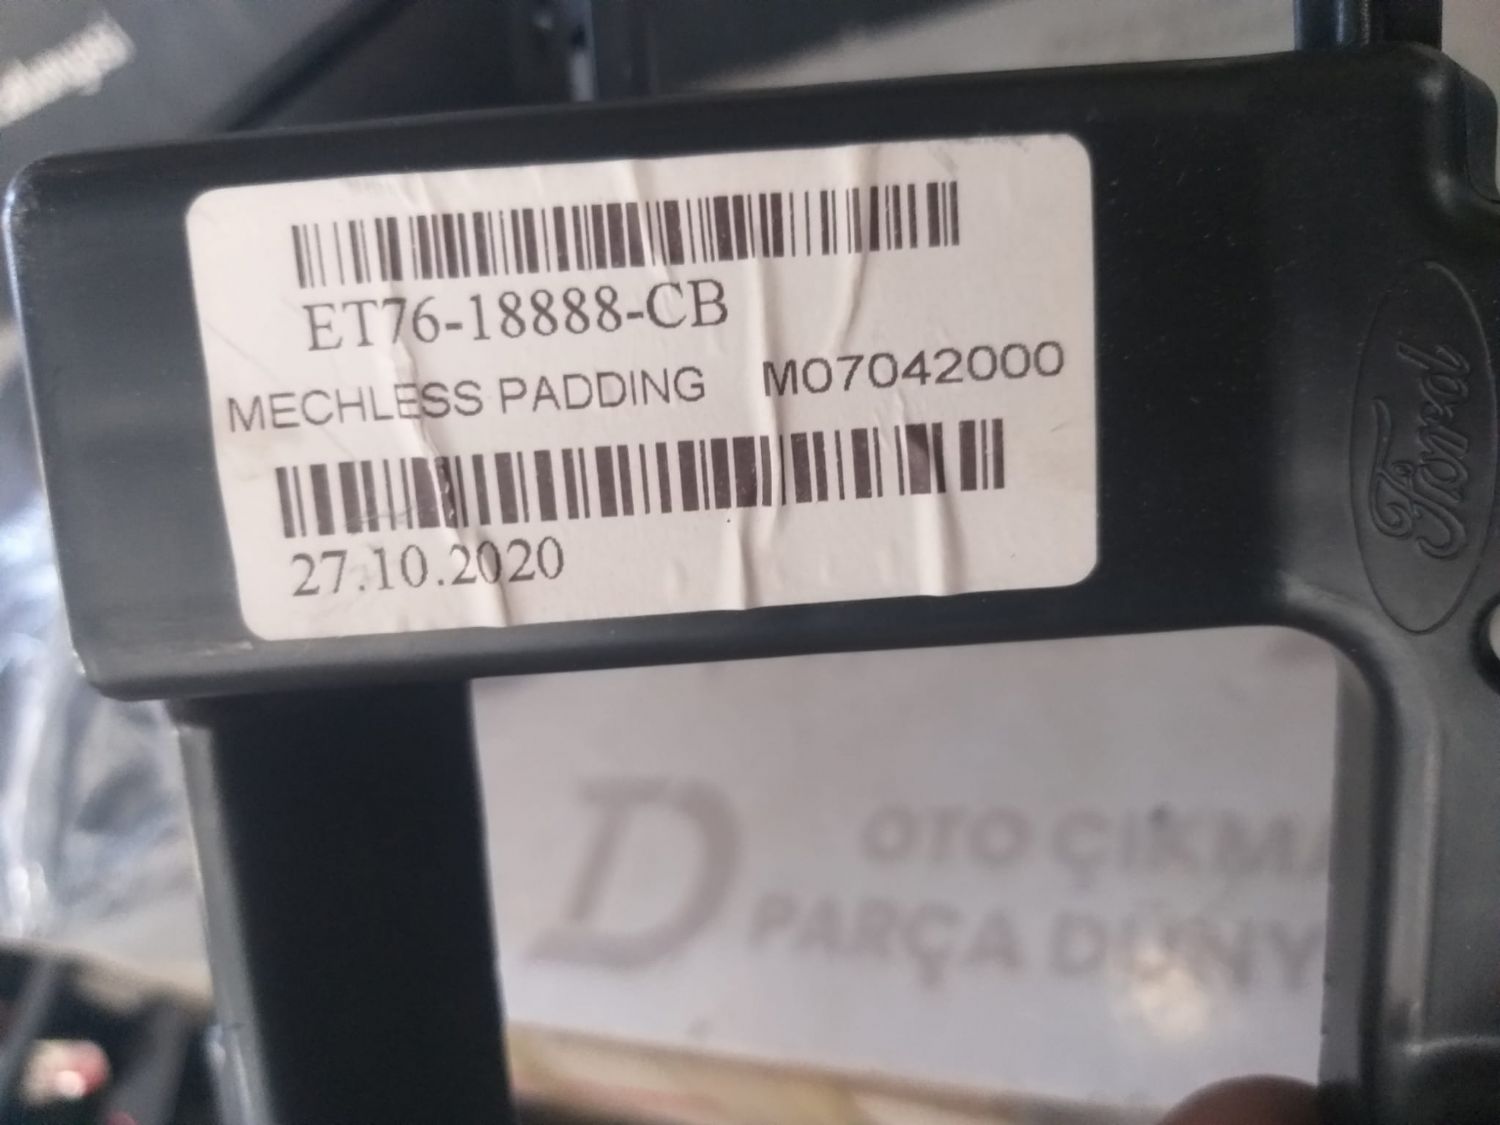 ET76-18888-CB
MECHLESS PADDING M07042000
27.10.2020
Ford
D
OTO ÇIKMA
PARÇA DÜNY